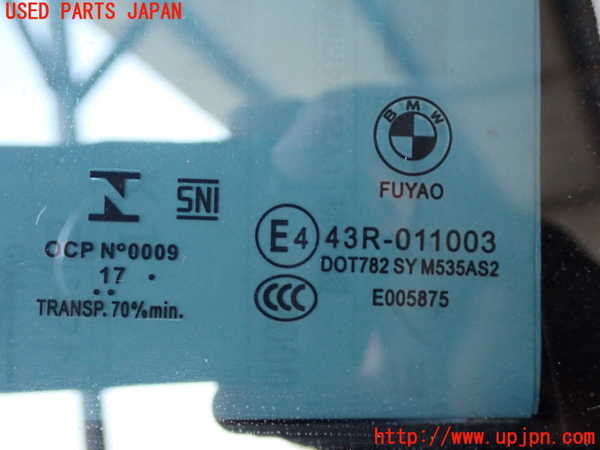 USED PARTS JAPAN
BMW
FUYAO
SNI
E4 43R-011003
OCP Nº0009
DOT782 SY M535AS2
17
CCC E005875
TRANSP. 70%min.
http://www.upjpn.com